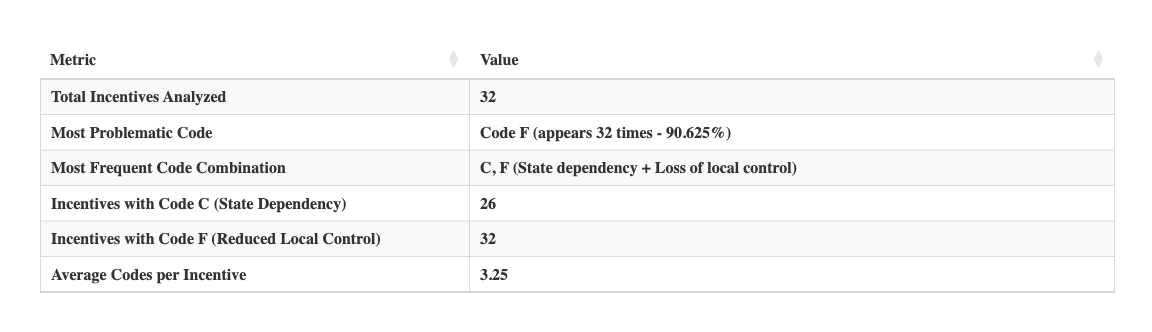 Metric Value
Total Incentives Analyzed 32
Most Problematic Code Code F (appears 32 times - 90.625%)
Most Frequent Code Combination C, F (State dependency + Loss of local control)
Incentives with Code C (State Dependency) 26
Incentives with Code F (Reduced Local Control) 32
Average Codes per Incentive 3.25